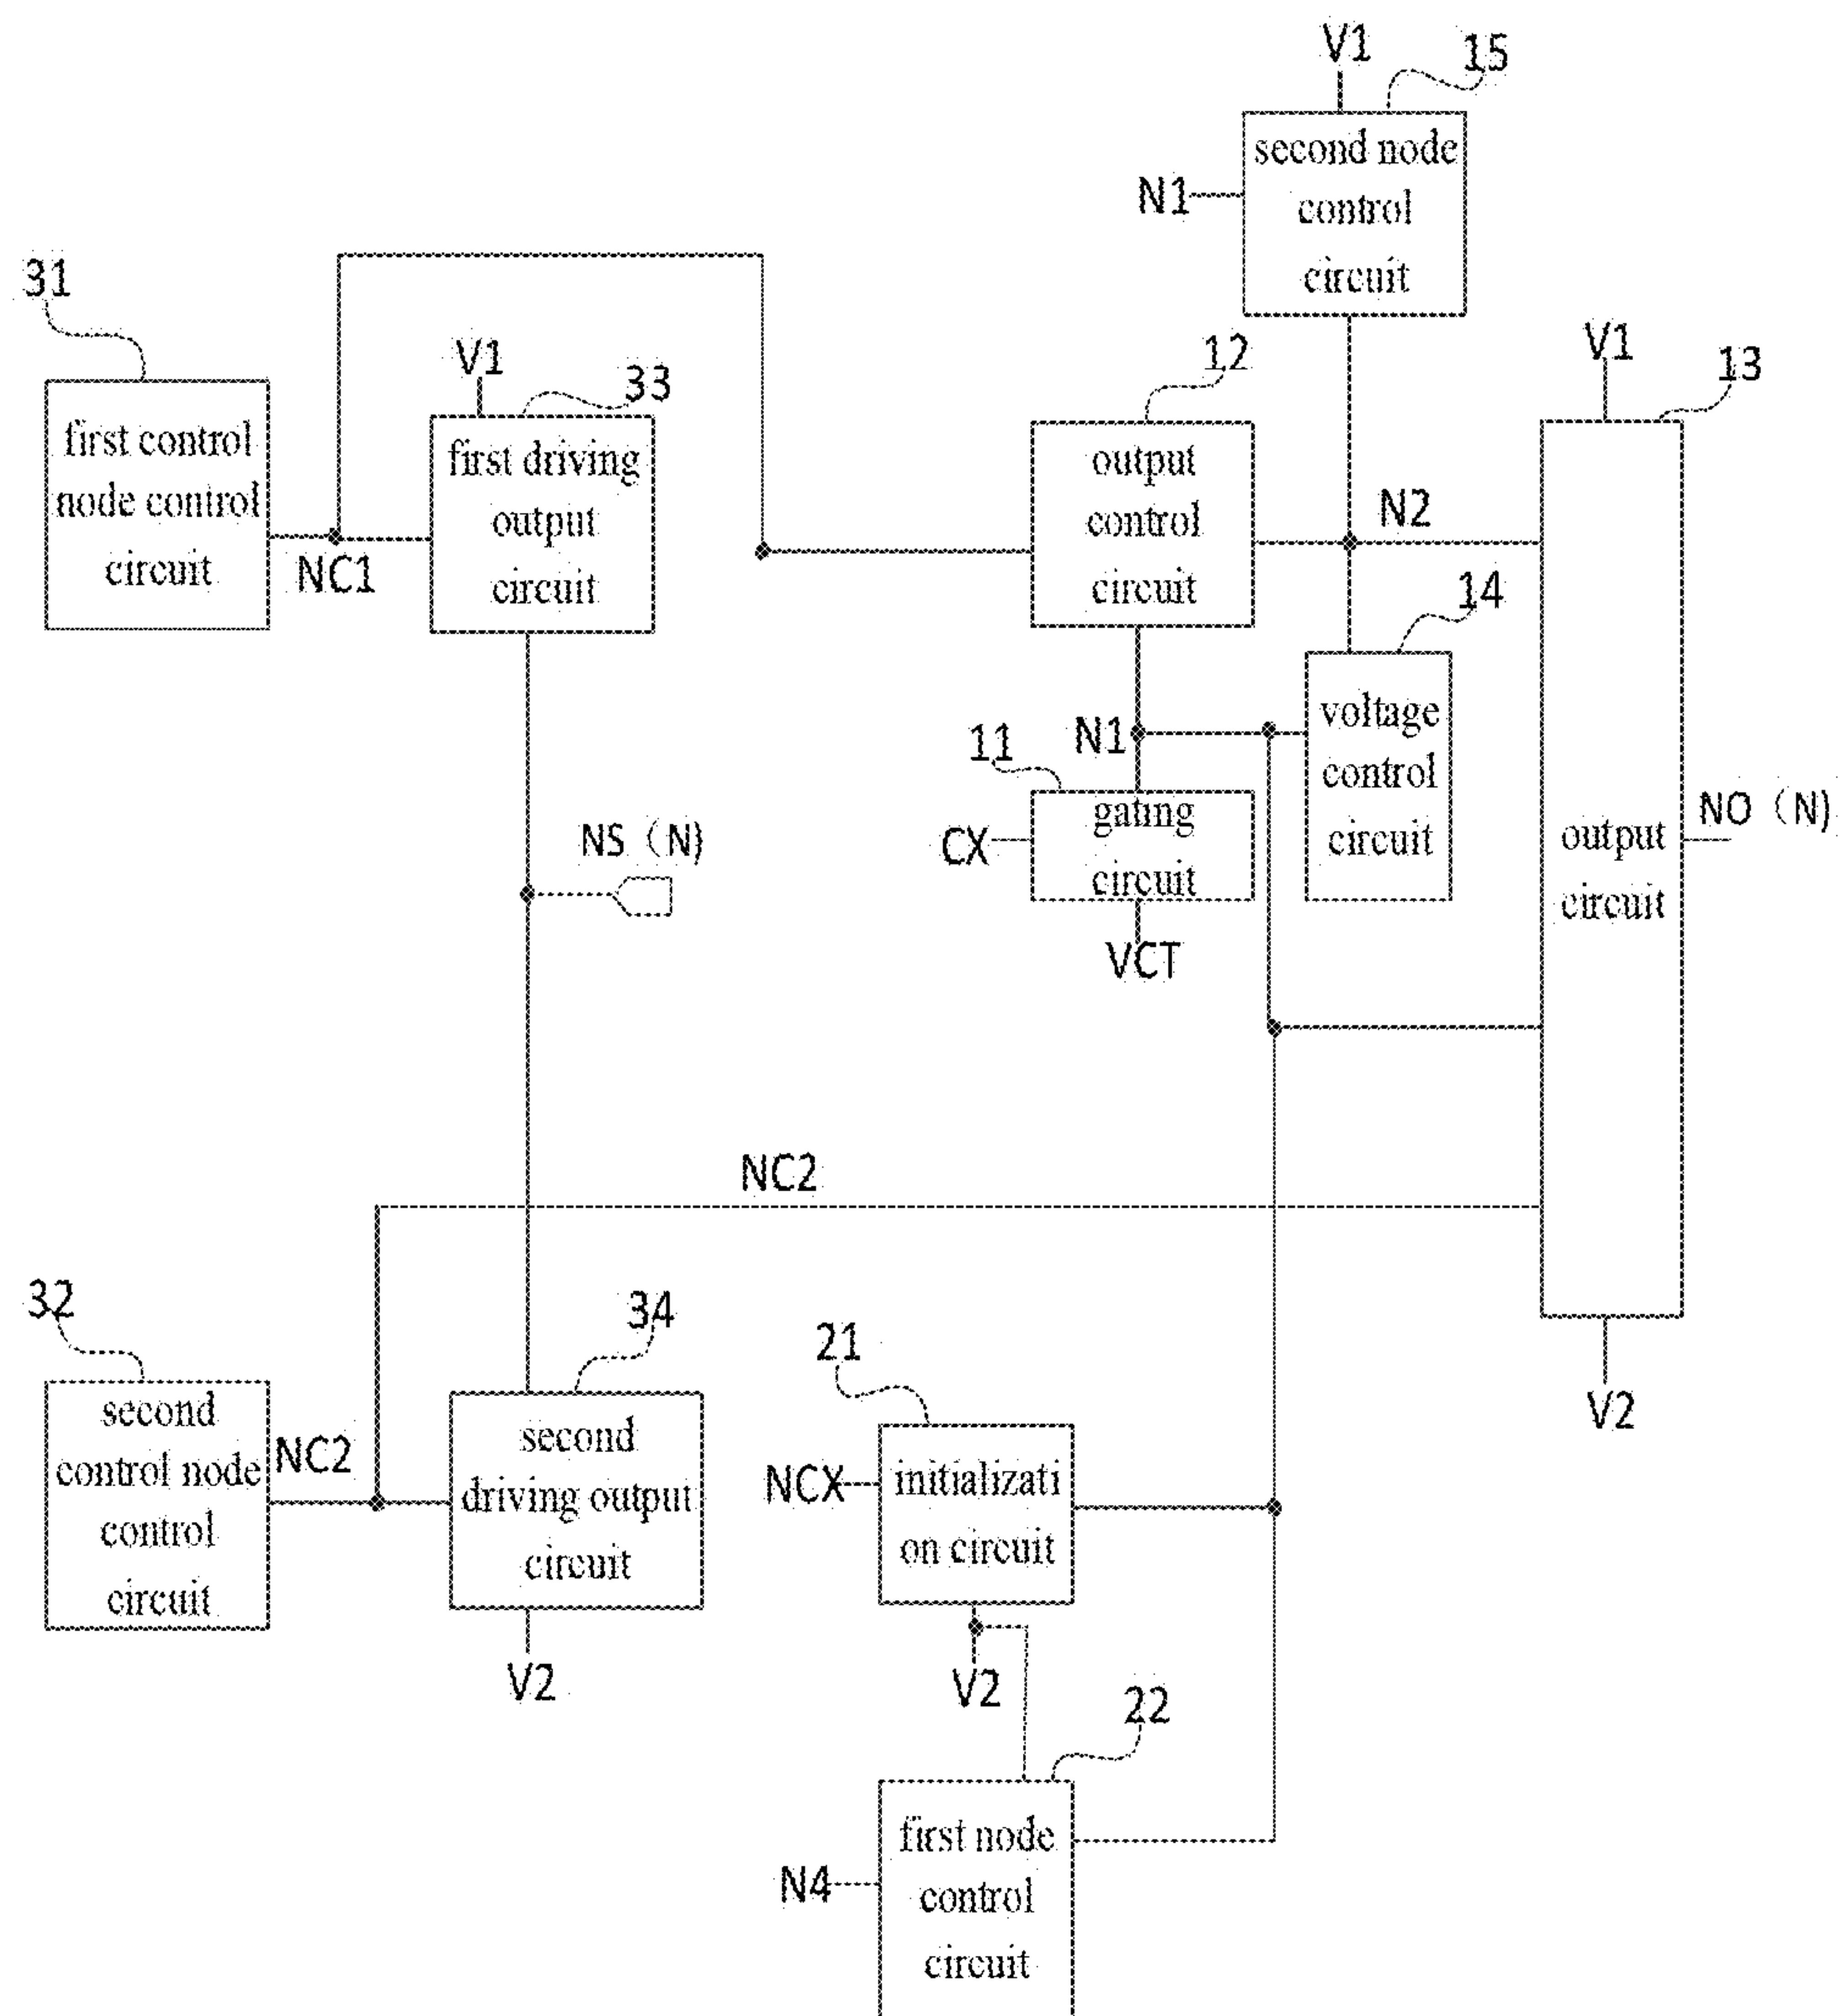 V1
15
second node
control
circuit
N1
31
first control
node control
circuit
NC1
V1
33
first driving
output
circuit
12
output
control
circuit
N2
V1
13
14
voltage
control
circuit
N1
11
gating
circuit
CX
VCT
NS (N)
output
circuit
NO (N)
NC2
32
second
control node
control
circuit
NC2
34
second
driving output
circuit
V2
21
NCX
initializati
on circuit
V2
V2
22
first node
control
circuit
N4